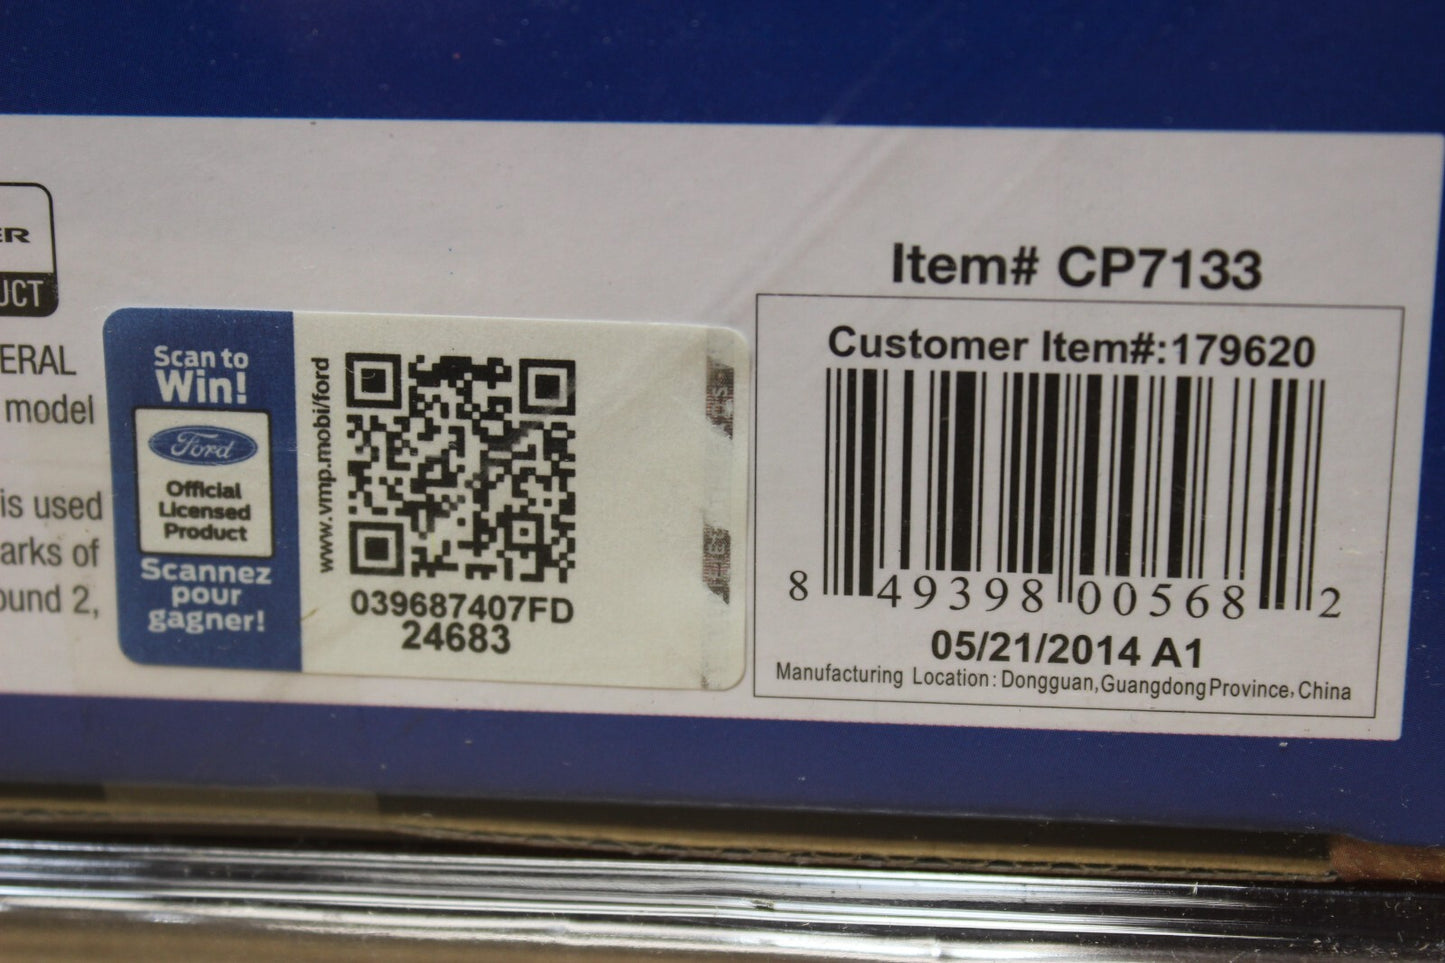 ER
UCT
ERAL
model
is used
arks of
ound 2,
Scan to
Win!
Ford
Official
Licensed
Product
Scannez
pour
gagner!
www.vmp.mobi/ford
039687407FD
24683
Item# CP7133
Customer Item#:179620
8 49398 00568 2
05/21/2014 A1
Manufacturing Location: Dongguan,Guangdong Province, China